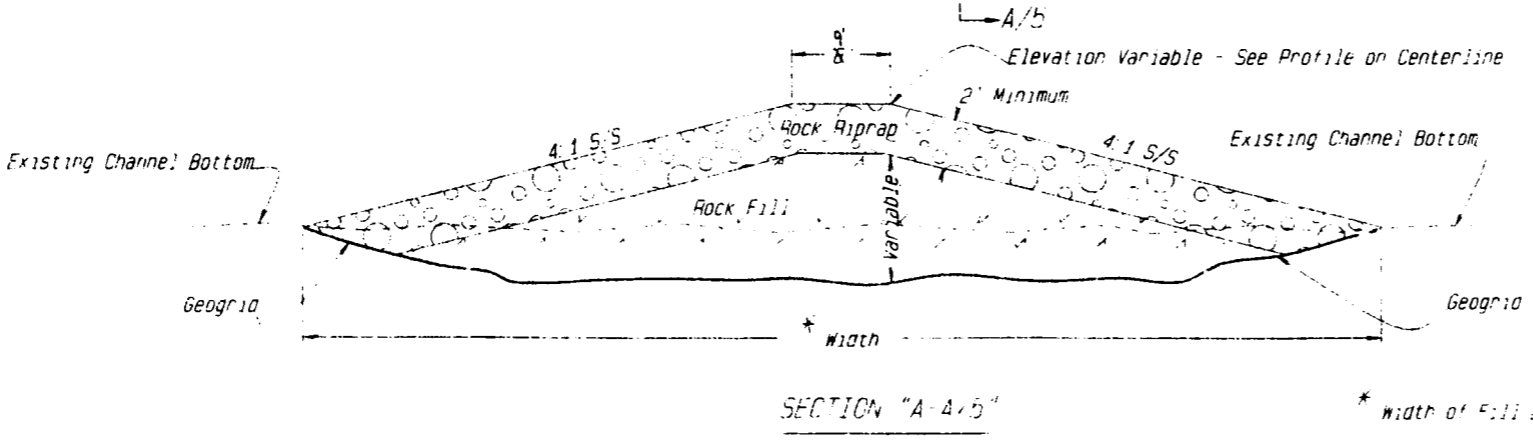 A/5
Elevation Variable - See Profile on Centerline
2' Minimum
Rock Riprap
4:1 S/S
4:1 S/S
Existing Channel Bottom
Existing Channel Bottom
Rock Fill
Variable
Geogrid
Geogrid
* Width
SECTION "A-A/5"
* Width of Fill